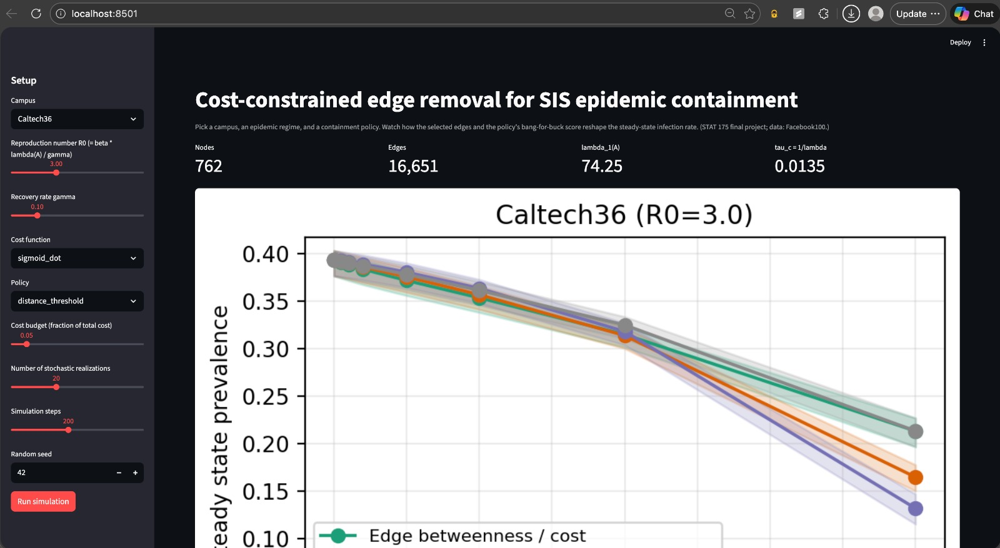 localhost:8501
Update
Chat
Deploy
Setup
Campus
Caltech36
Reproduction number R0 (= beta *
lambda(A) / gamma)
3.00
Recovery rate gamma
0.10
Cost function
sigmoid_dot
Policy
distance_threshold
Cost budget (fraction of total cost)
0.05
Number of stochastic realizations
20
Simulation steps
200
Random seed
42
Run simulation
Cost-constrained edge removal for SIS epidemic containment
Pick a campus, an epidemic regime, and a containment policy. Watch how the selected edges and the policy's bang-for-buck score reshape the steady-state infection rate. (STAT 175 final project; data: Facebook100.)
Nodes
762
Edges
16,651
lambda_1(A)
74.25
tau_c = 1/lambda
0.0135
Caltech36 (R0=3.0)
0.40
0.35
0.30
0.25
0.20
0.15
0.10
eady state prevalence
Edge betweenness / cost